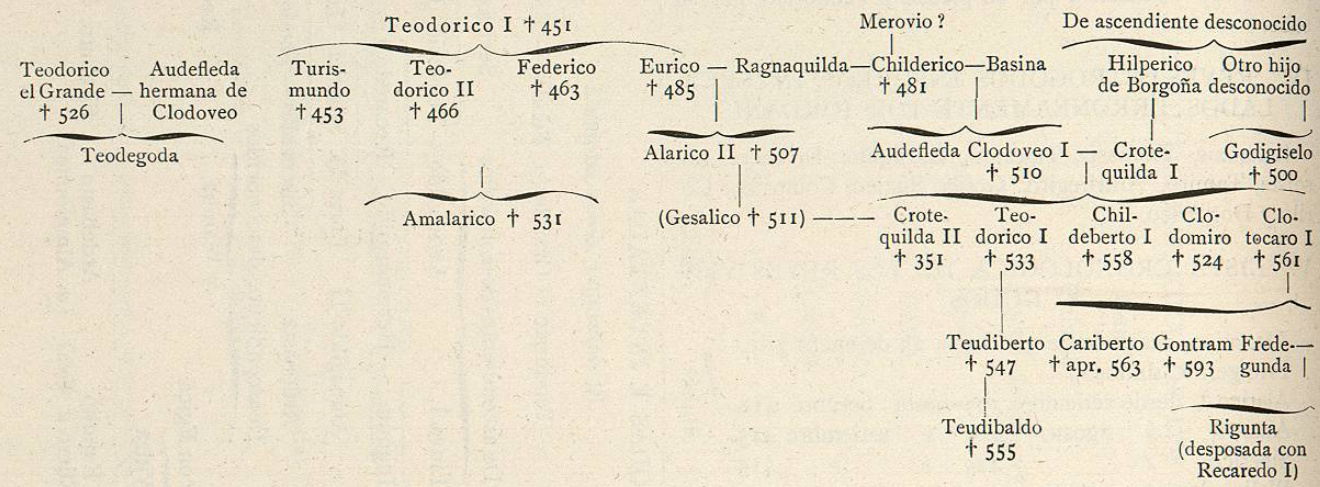 Teodorico I † 451
Merovio ?
De ascendiente desconocido
Teodorico
el Grande —
† 526
Audefleda
hermana de
Clodoveo
Turis-
mundo
† 453
Teo-
dorico II
† 466
Federico
† 463
Eurico — Ragnaquilda—Childerico—Basina
† 485
† 481
Hilperico
de Borgoña
Otro hijo
desconocido
Teodegoda
Alarico II † 507
Audefleda Clodoveo I —
† 510
Crote-
quilda I
Godigiselo
† 500
Amalarico † 531
(Gesalico † 511) ———
Crote-
quilda II
† 351
Teo-
dorico I
† 533
Chil-
deberto I
† 558
Clo-
domiro
† 524
Clo-
tocaro I
† 561
Teudiberto
† 547
Cariberto
† apr. 563
Gontram
† 593
Frede-—
gunda
Teudibaldo
† 555
Rigunta
(desposada con
Recaredo I)